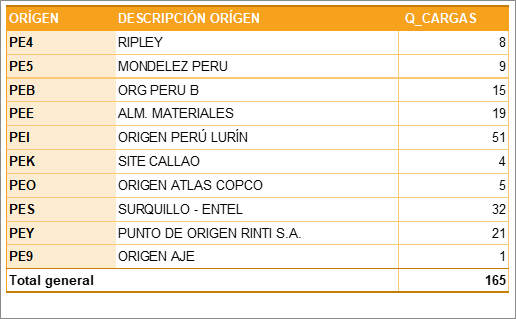 ORÍGEN DESCRIPCIÓN ORÍGEN Q_CARGAS
PE4 RIPLEY 8
PE5 MONDELEZ PERU 9
PEB ORG PERU B 15
PEE ALM. MATERIALES 19
PEI ORIGEN PERÚ LURÍN 51
PEK SITE CALLAO 4
PEO ORIGEN ATLAS COPCO 5
PES SURQUILLO - ENTEL 32
PEY PUNTO DE ORIGEN RINTI S.A. 21
PE9 ORIGEN AJE 1
Total general 165